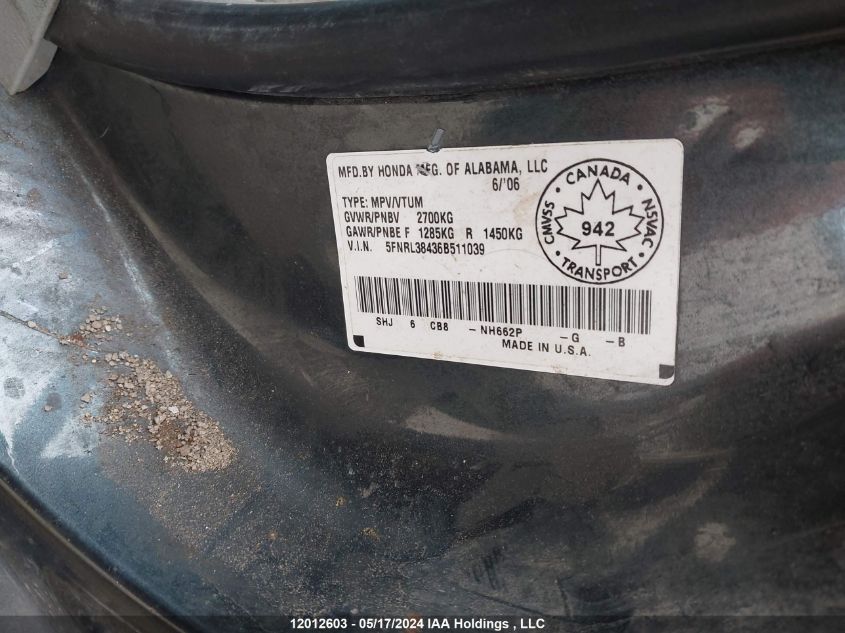 MFD.BY HONDA MFG. OF ALABAMA, LLC
6/'06
TYPE: MPV/VTUM
GVWR/PNBV 2700KG
GAWR/PNBE F 1285KG R 1450KG
V.I.N. 5FNRL38436B511039
CANADA
CMVSS 942 NSVAC
TRANSPORT
SHJ 6 CB8 -NH662P -G -B
MADE IN U.S.A.
12012603 - 05/17/2024 IAA Holdings , LLC